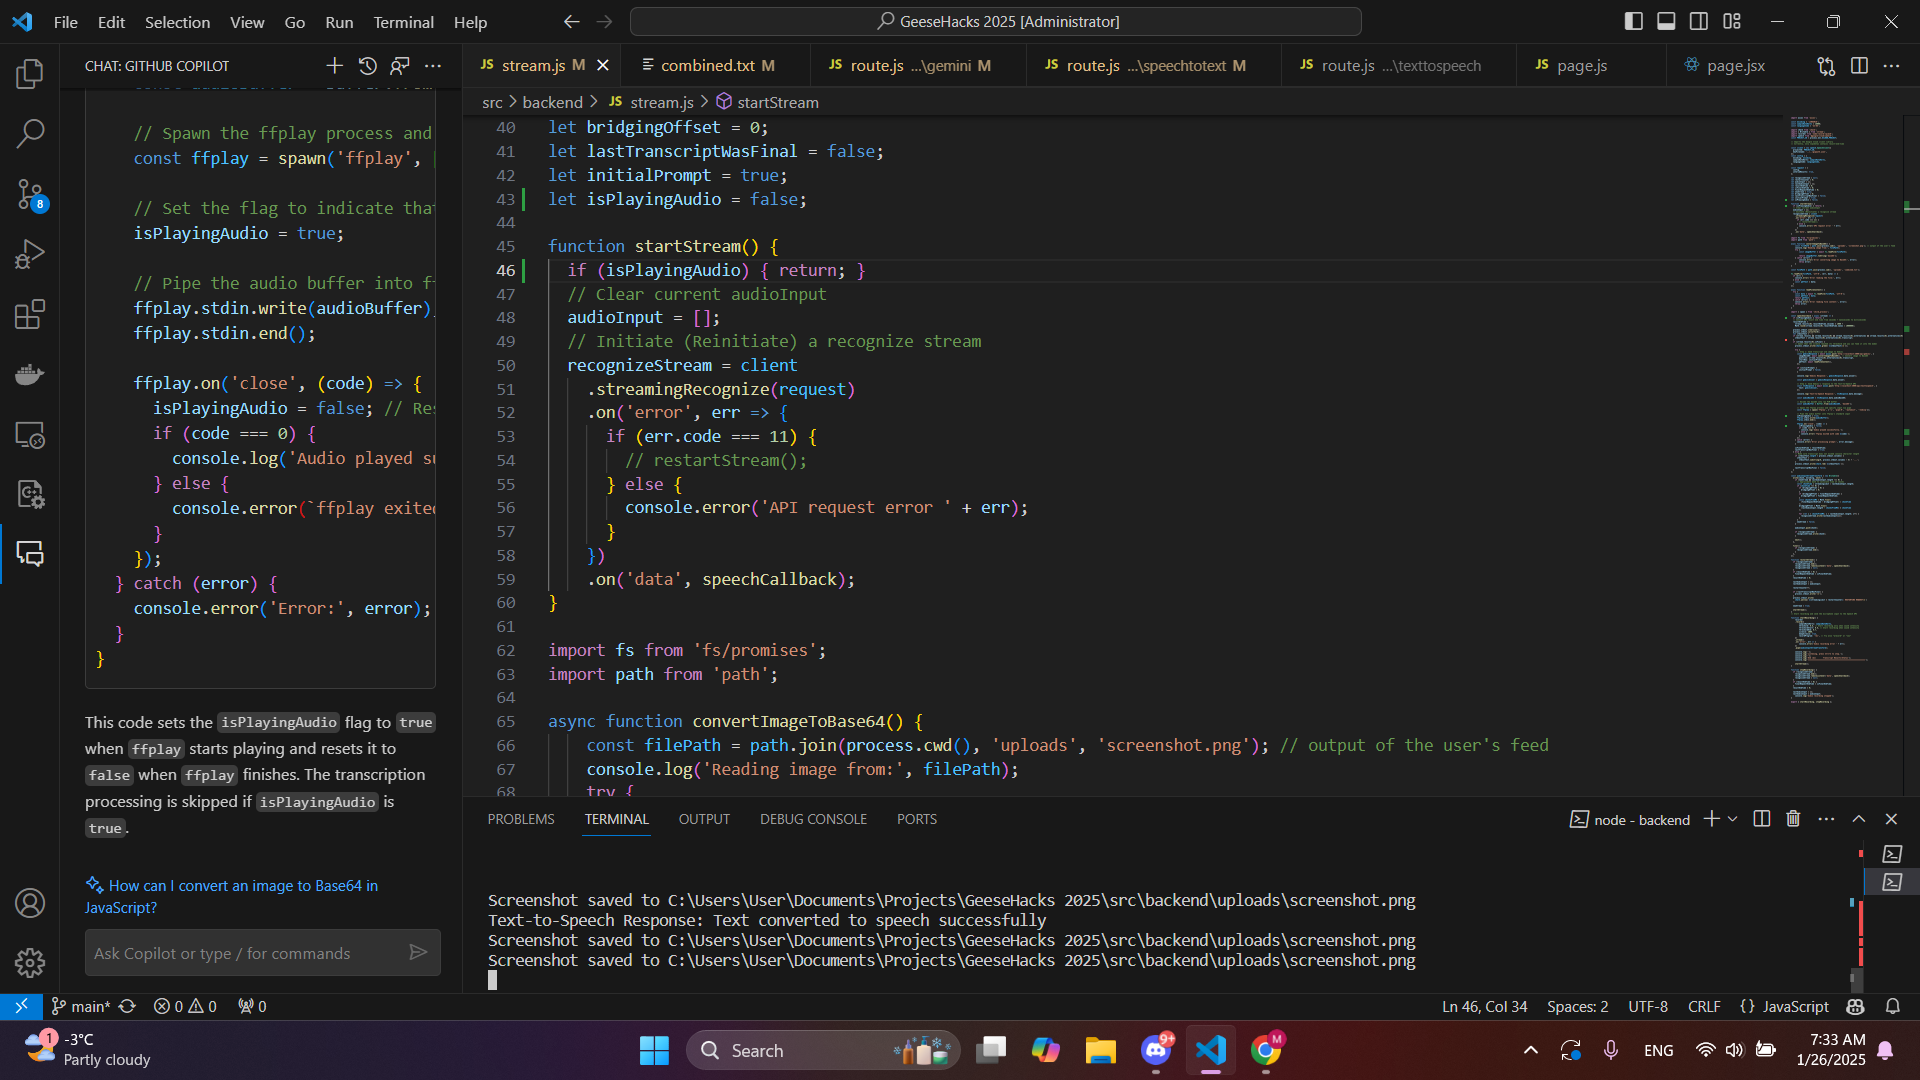 File Edit Selection View Go Run Terminal Help
GeeseHacks 2025 [Administrator]
CHAT: GITHUB COPILOT
// Spawn the ffplay process and
const ffplay = spawn('ffplay',
// Set the flag to indicate that
isPlayingAudio = true;
// Pipe the audio buffer into ff
ffplay.stdin.write(audioBuffer)
ffplay.stdin.end();
ffplay.on('close', (code) => {
isPlayingAudio = false; // Res
if (code === 0) {
console.log('Audio played su
} else {
console.error(`ffplay exited
}
});
} catch (error) {
console.error('Error:', error);
}
}
This code sets the isPlayingAudio flag to true
when ffplay starts playing and resets it to
false when ffplay finishes. The transcription
processing is skipped if isPlayingAudio is
true.
How can I convert an image to Base64 in
JavaScript?
Ask Copilot or type / for commands
8
JS stream.js M
combined.txt M
JS route.js ...\gemini M
JS route.js ...\speechtotext M
JS route.js ...\texttospeech
JS page.js
page.jsx
src > backend > JS stream.js > startStream
40 let bridgingOffset = 0;
41 let lastTranscriptWasFinal = false;
42 let initialPrompt = true;
43 let isPlayingAudio = false;
44
45 function startStream() {
46 if (isPlayingAudio) { return; }
47 // Clear current audioInput
48 audioInput = [];
49 // Initiate (Reinitiate) a recognize stream
50 recognizeStream = client
51 .streamingRecognize(request)
52 .on('error', err => {
53 if (err.code === 11) {
54 // restartStream();
55 } else {
56 console.error('API request error ' + err);
57 }
58 })
59 .on('data', speechCallback);
60 }
61
62 import fs from 'fs/promises';
63 import path from 'path';
64
65 async function convertImageToBase64() {
66 const filePath = path.join(process.cwd(), 'uploads', 'screenshot.png'); // output of the user's feed
67 console.log('Reading image from:', filePath);
68 try {
PROBLEMS TERMINAL OUTPUT DEBUG CONSOLE PORTS
node - backend
Screenshot saved to C:\Users\User\Documents\Projects\GeeseHacks 2025\src\backend\uploads\screenshot.png
Text-to-Speech Response: Text converted to speech successfully
Screenshot saved to C:\Users\User\Documents\Projects\GeeseHacks 2025\src\backend\uploads\screenshot.png
Screenshot saved to C:\Users\User\Documents\Projects\GeeseHacks 2025\src\backend\uploads\screenshot.png
main* 0 0 0
Ln 46, Col 34 Spaces: 2 UTF-8 CRLF {} JavaScript
1 -3°C
Partly cloudy
Search
9+
M
ENG
7:33 AM
1/26/2025